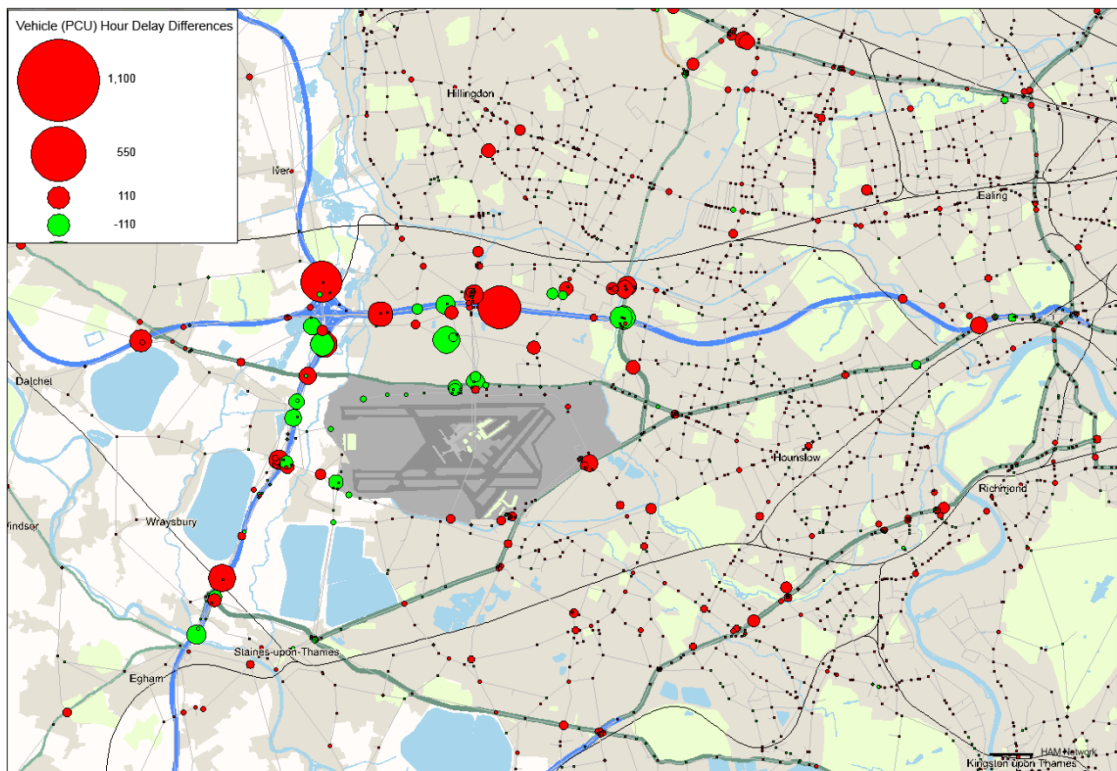 Vehicle (PCU) Hour Delay Differences
1,100
550
110
-110
Hillingdon
Iver
Ealing
Datchet
Hounslow
Richmond
Wraysbury
Windsor
Staines-upon-Thames
Egham
HAM Network
Kingston upon Thames